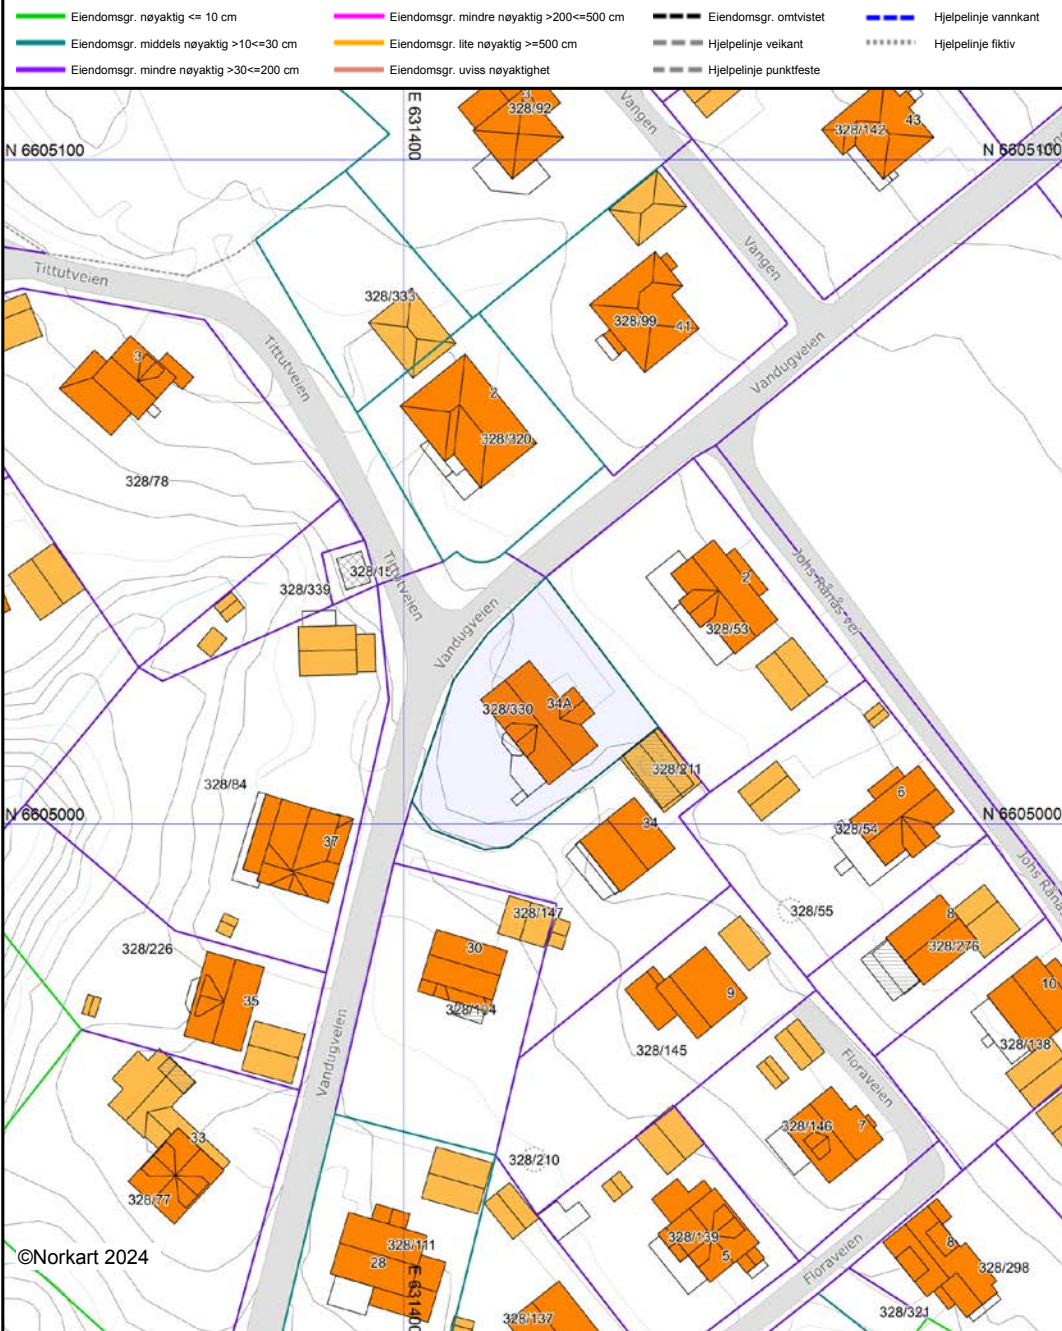 Eiendomsgr. nøyaktig <= 10 cm
Eiendomsgr. mindre nøyaktig >200<=500 cm
Eiendomsgr. omtvistet
Hjelpelinje vannkant
Eiendomsgr. middels nøyaktig >10<=30 cm
Eiendomsgr. lite nøyaktig >=500 cm
Hjelpelinje veikant
Hjelpelinje fiktiv
Eiendomsgr. mindre nøyaktig >30<=200 cm
Eiendomsgr. uviss nøyaktighet
Hjelpelinje punktfeste
3
328/92
E 631400
Vangen
43
328/142
N 6605100
N 6605100
Vangen
Tittutveien
328/333
328/99
41
3
Tittutveien
Vandugveien
2
328/320
328/78
328/15
Tittutveien
328/339
2
328/53
Johs Rånås vei
Vandugveien
34A
328/330
328/211
328/84
6
328/54
N 6605000
N 6605000
34
37
Johs Råna
328/55
8
328/276
328/147
328/226
30
35
328/194
9
10
328/138
328/145
Vandugveien
Floraveien
328/146
7
33
328/77
328/210
328/139
5
©Norkart 2024
328/111
28
E 631400
Floraveien
8
328/298
328/321
328/137